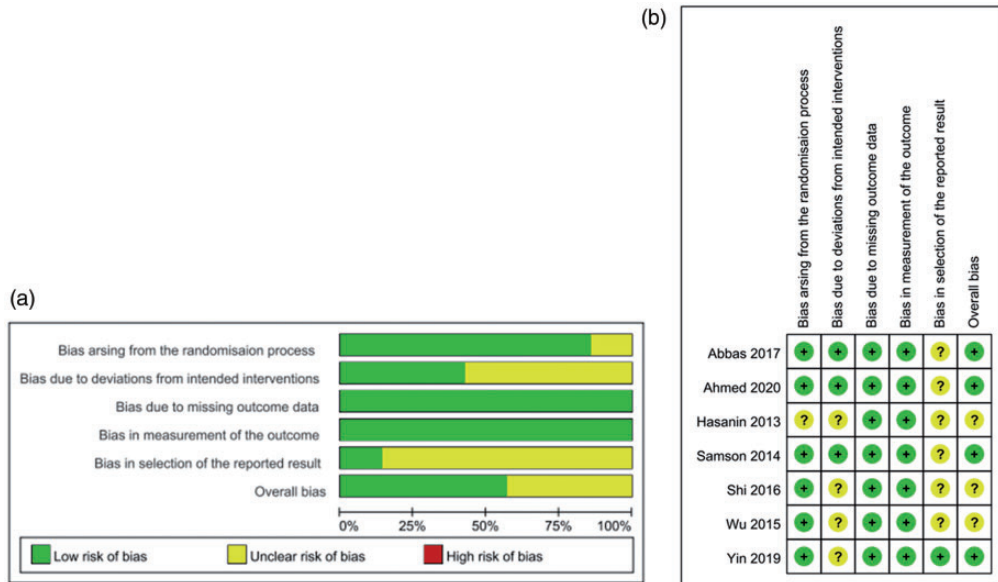 (a)
Bias arsing from the randomisaion process
Bias due to deviations from intended interventions
Bias due to missing outcome data
Bias in measurement of the outcome
Bias in selection of the reported result
Overall bias
0% 25% 50% 75% 100%
Low risk of bias Unclear risk of bias High risk of bias
(b)
Bias arsing from the randomisaion process
Bias due to deviations from intended interventions
Bias due to missing outcome data
Bias in measurement of the outcome
Bias in selection of the reported result
Overall bias
Abbas 2017 + + + + ? +
Ahmed 2020 + + + + ? +
Hasanin 2013 ? ? + + ? ?
Samson 2014 + + + + ? +
Shi 2016 + ? + + ? ?
Wu 2015 + ? + + ? ?
Yin 2019 + ? + + + +